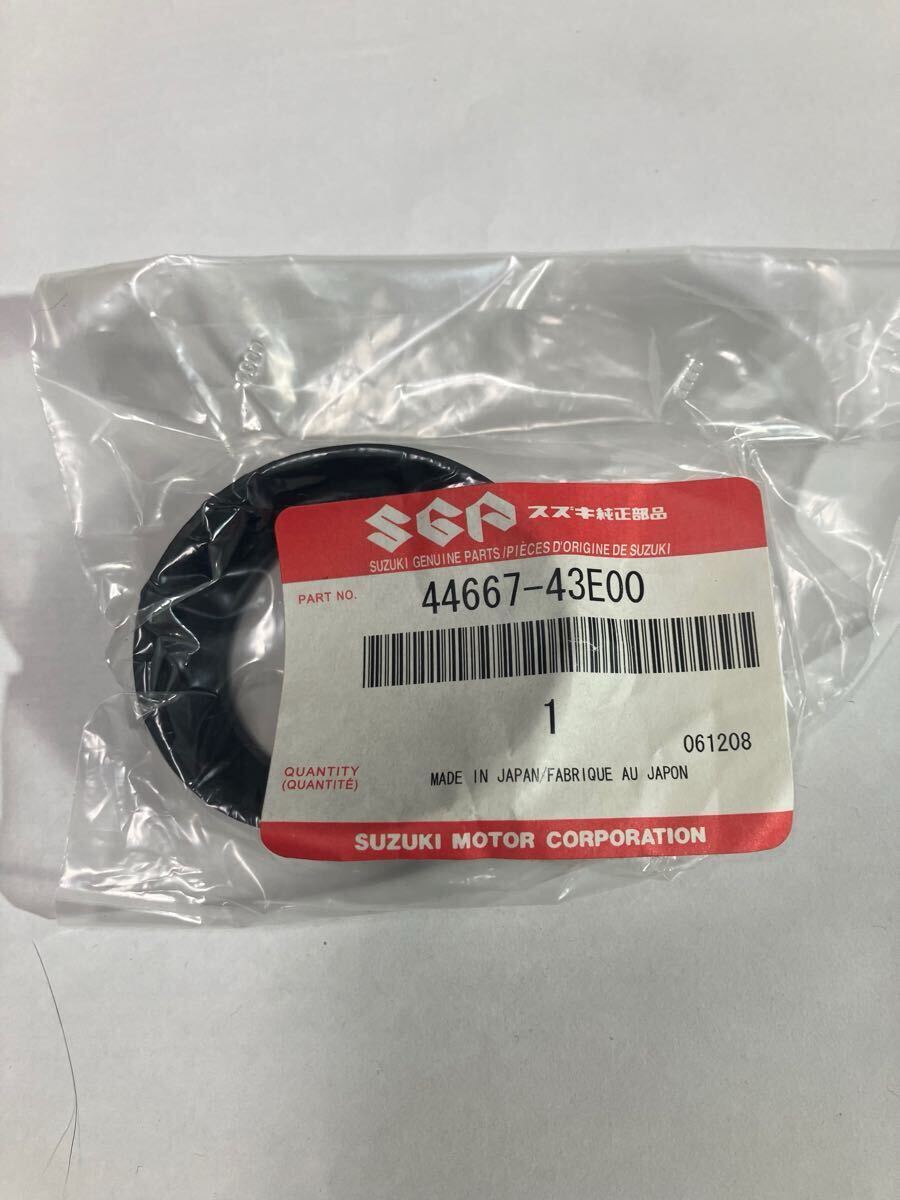 SGP スズキ純正部品
SUZUKI GENUINE PARTS/PIÈCES D'ORIGINE DE SUZUKI
PART NO. 44667-43E00
1
061208
QUANTITY
(QUANTITÉ)
MADE IN JAPAN/FABRIQUE AU JAPON
SUZUKI MOTOR CORPORATION